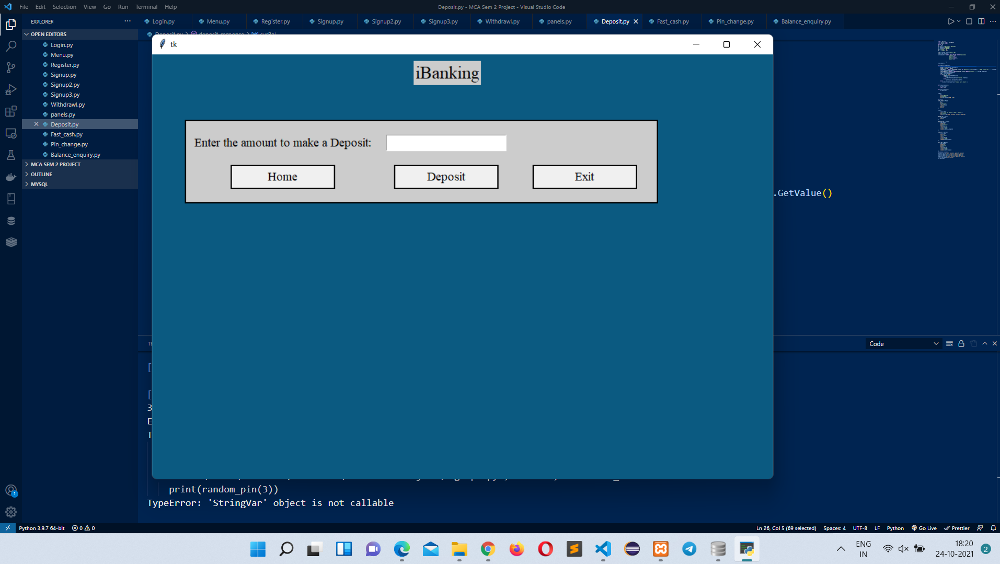 File Edit Selection View Go Run Terminal Help
Deposit.py - MCA Sem 2 Project - Visual Studio Code
EXPLORER
Login.py Menu.py Register.py Signup.py Signup2.py Signup3.py Withdrawl.py panels.py Deposit.py Fast_cash.py Pin_change.py Balance_enquiry.py
OPEN EDITORS
Login.py
Menu.py
Register.py
Signup.py
Signup2.py
Signup3.py
Withdrawl.py
panels.py
Deposit.py
Fast_cash.py
Pin_change.py
Balance_enquiry.py
MCA SEM 2 PROJECT
OUTLINE
MYSQL
tk
iBanking
Enter the amount to make a Deposit:
Home Deposit Exit
.GetValue()
Code
print(random_pin(3))
TypeError: 'StringVar' object is not callable
Python 3.9.7 64-bit 0 0
Ln 26, Col 5 (69 selected) Spaces: 4 UTF-8 LF Python Go Live Prettier
ENG
IN
18:20
24-10-2021
2